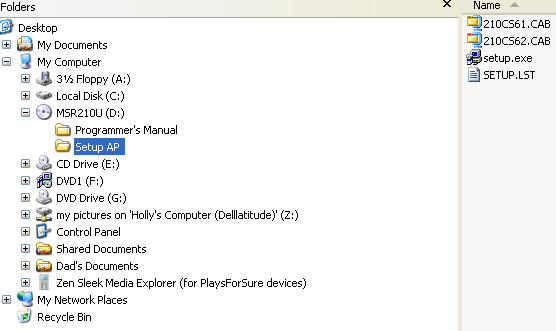 Folders
Desktop
My Documents
My Computer
3½ Floppy (A:)
Local Disk (C:)
MSR210U (D:)
Programmer's Manual
Setup AP
CD Drive (E:)
DVD1 (F:)
DVD Drive (G:)
my pictures on 'Holly's Computer (Delllatitude)' (Z:)
Control Panel
Shared Documents
Dad's Documents
Zen Sleek Media Explorer (for PlaysForSure devices)
My Network Places
Recycle Bin
Name
210CS61.CAB
210CS62.CAB
setup.exe
SETUP.LST